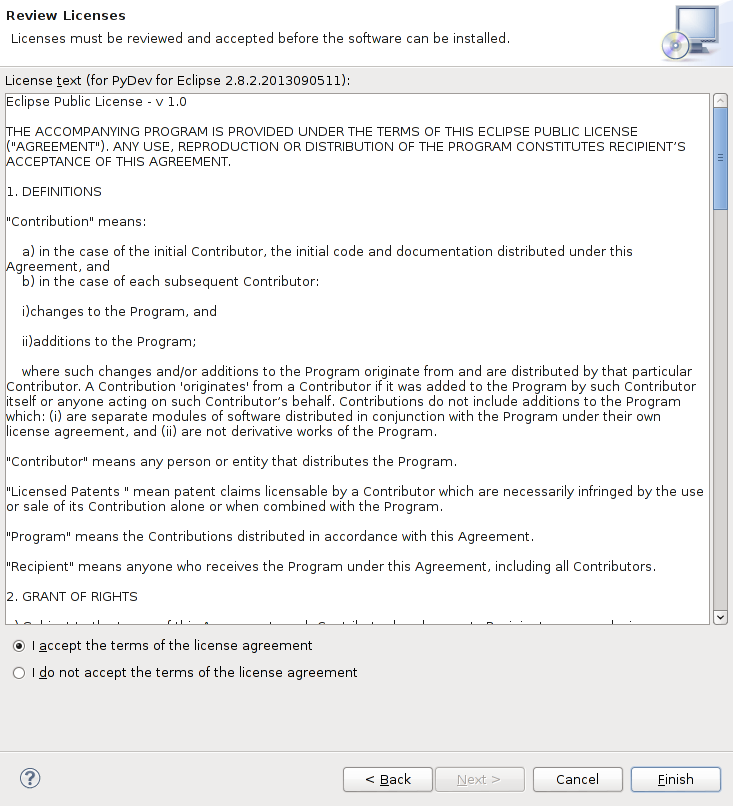 Review Licenses
Licenses must be reviewed and accepted before the software can be installed.
License text (for PyDev for Eclipse 2.8.2.2013090511):
Eclipse Public License - v 1.0
THE ACCOMPANYING PROGRAM IS PROVIDED UNDER THE TERMS OF THIS ECLIPSE PUBLIC LICENSE
("AGREEMENT"). ANY USE, REPRODUCTION OR DISTRIBUTION OF THE PROGRAM CONSTITUTES RECIPIENT’S
ACCEPTANCE OF THIS AGREEMENT.
1. DEFINITIONS
"Contribution" means:
a) in the case of the initial Contributor, the initial code and documentation distributed under this
Agreement, and
b) in the case of each subsequent Contributor:
i)changes to the Program, and
ii)additions to the Program;
where such changes and/or additions to the Program originate from and are distributed by that particular
Contributor. A Contribution 'originates' from a Contributor if it was added to the Program by such Contributor
itself or anyone acting on such Contributor’s behalf. Contributions do not include additions to the Program
which: (i) are separate modules of software distributed in conjunction with the Program under their own
license agreement, and (ii) are not derivative works of the Program.
"Contributor" means any person or entity that distributes the Program.
"Licensed Patents " mean patent claims licensable by a Contributor which are necessarily infringed by the use
or sale of its Contribution alone or when combined with the Program.
"Program" means the Contributions distributed in accordance with this Agreement.
"Recipient" means anyone who receives the Program under this Agreement, including all Contributors.
2. GRANT OF RIGHTS
I accept the terms of the license agreement
I do not accept the terms of the license agreement
?
< Back
Next >
Cancel
Finish